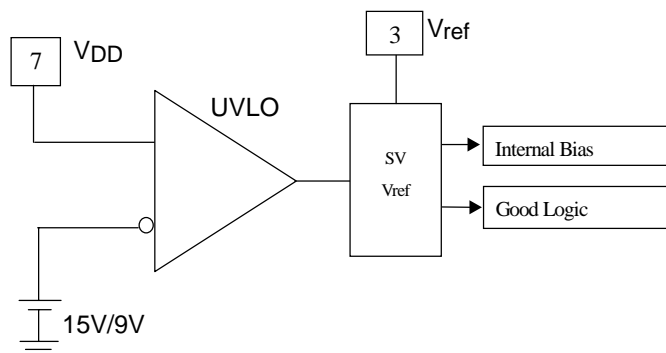 7
VDD
3
Vref
UVLO
SV
Vref
Internal Bias
Good Logic
15V/9V